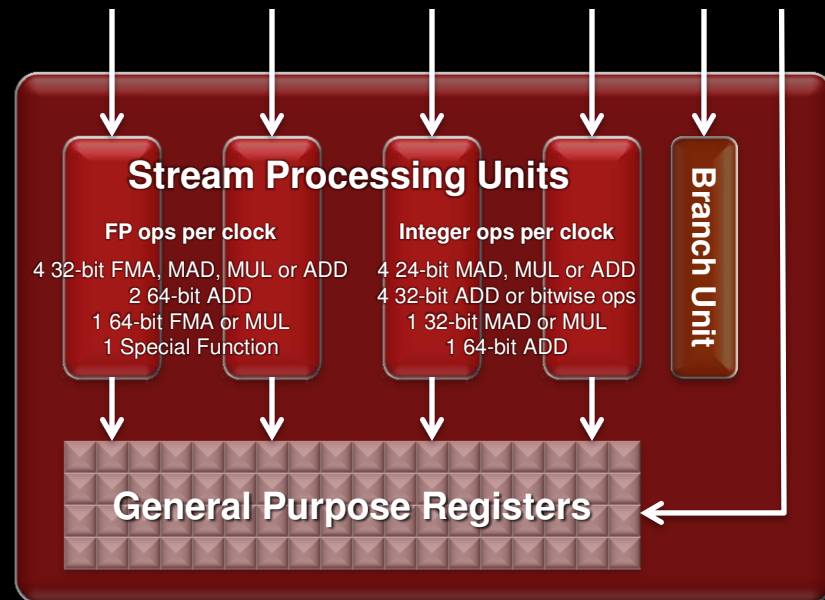 Stream Processing Units
FP ops per clock
4 32-bit FMA, MAD, MUL or ADD
2 64-bit ADD
1 64-bit FMA or MUL
1 Special Function
Integer ops per clock
4 24-bit MAD, MUL or ADD
4 32-bit ADD or bitwise ops
1 32-bit MAD or MUL
1 64-bit ADD
Branch Unit
General Purpose Registers